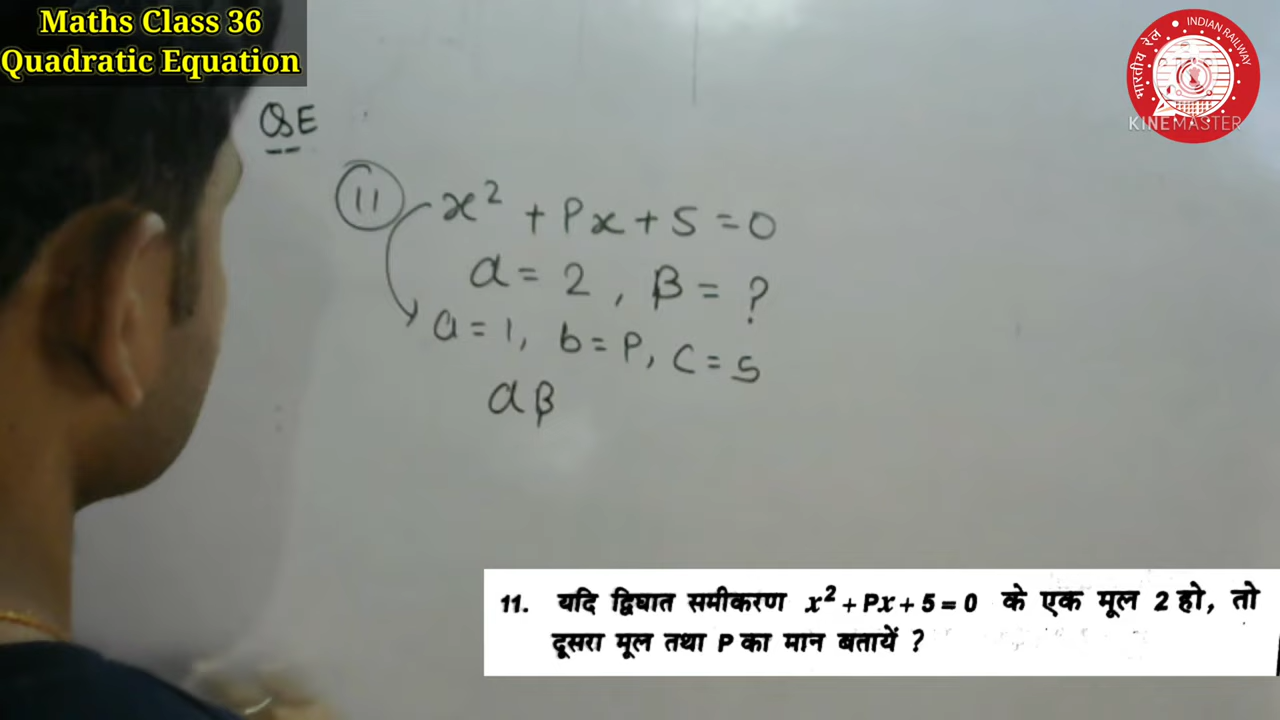 Maths Class 36
Quadratic Equation
भारतीय रेल
INDIAN RAILWAY
KINEMASTER
QE
11 x² + Px + 5 = 0
α = 2, β = ?
a = 1, b = P, c = 5
αβ
11. यदि द्विघात समीकरण x² + Px + 5 = 0 के एक मूल 2 हो, तो
दूसरा मूल तथा P का मान बतायें ?